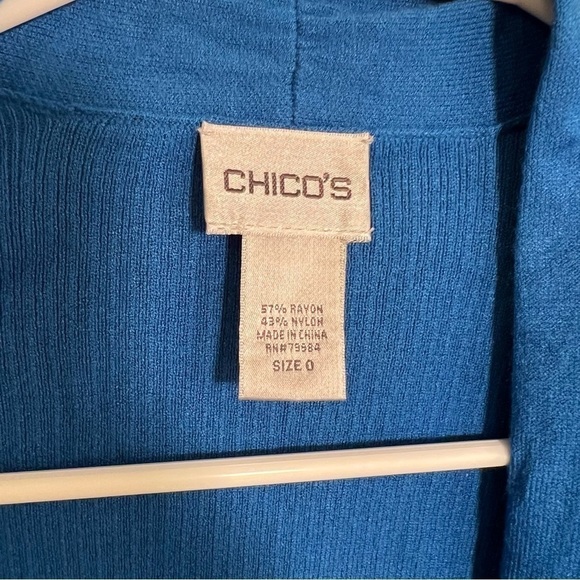 CHICO'S
57% RAYON
43% NYLON
MADE IN CHINA
RN#79984
SIZE 0